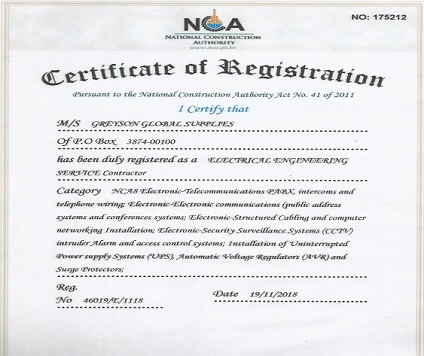 NCA
NO: 175212
NATIONAL CONSTRUCTION
AUTHORITY
www.nca.go.ke
Certificate of Registration
Pursuant to the National Construction Authority Act No. 41 of 2011
I Certify that
M/S GREYSON GLOBAL SUPPLIES
Of P.O Box 3874-00100
has been duly registered as a ELECTRICAL ENGINEERING
SERVICE Contractor
Category NCA8 Electronic-Telecommunications PABX, intercoms and
telephone wiring; Electronic-Electronic communications (public address
systems and conferences systems; Electronic-Structured Cabling and computer
networking Installation; Electronic-Security Surveillance Systems (CCTV)
intruder Alarm and access control systems; Installation of Uninterrupted
Power supply Systems (UPS), Automatic Voltage Regulators (AVR) and
Surge Protectors;
Reg.
No 46019/E/1118
Date 19/11/2018